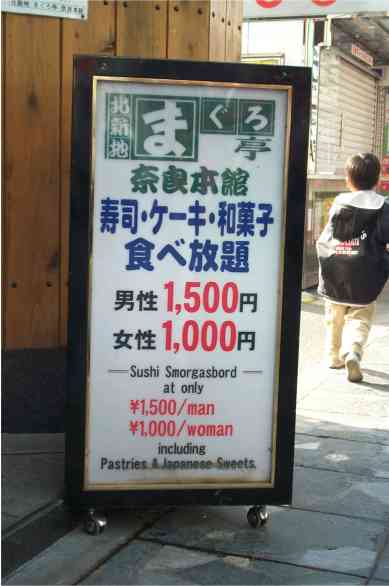 北新地 まぐろ亭
奈良本館
寿司・ケーキ・和菓子
食べ放題
男性1,500円
女性1,000円
Sushi Smorgasbord
at only
¥1,500/man
¥1,000/woman
including
Pastries & Japanese Sweets.